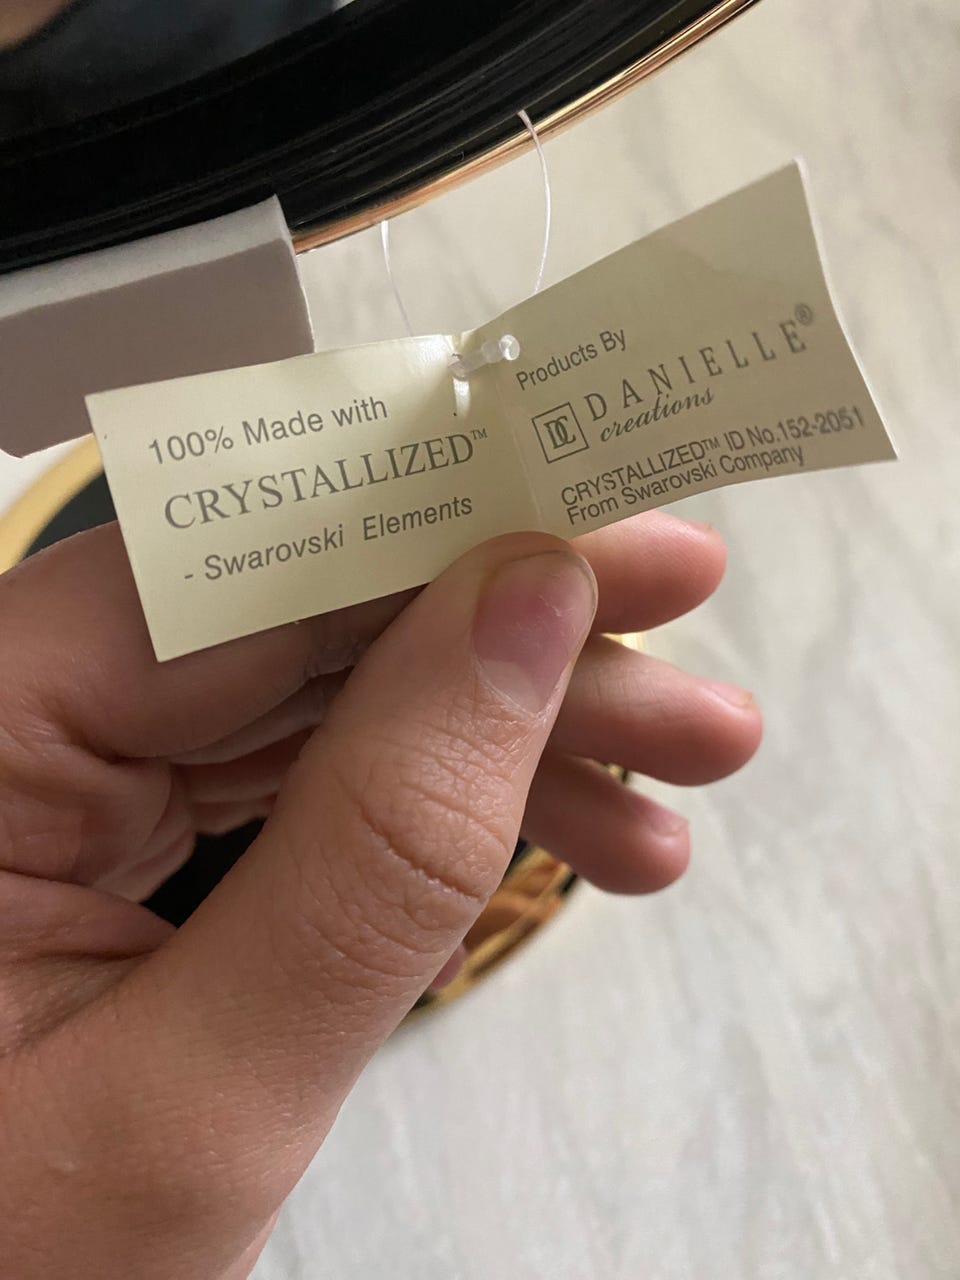 100% Made with
CRYSTALLIZED™
- Swarovski Elements
Products By
DC DANIELLE®
creations
CRYSTALLIZED™ ID No.152-2051
From Swarovski Company